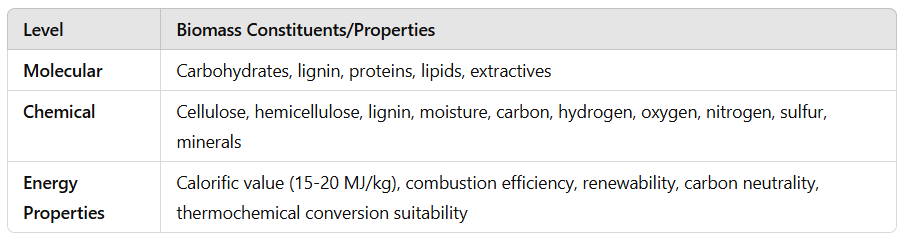 Level Biomass Constituents/Properties
Molecular Carbohydrates, lignin, proteins, lipids, extractives
Chemical Cellulose, hemicellulose, lignin, moisture, carbon, hydrogen, oxygen, nitrogen, sulfur,
minerals
Energy Calorific value (15-20 MJ/kg), combustion efficiency, renewability, carbon neutrality,
Properties thermochemical conversion suitability